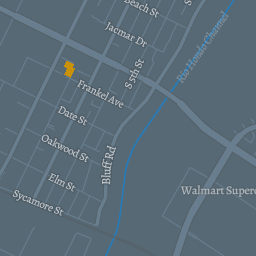 Beach St
Jacmar Dr
S 5th St
Rio Hondo Channel
Frankel Ave
Date St
Oakwood St
Bluff Rd
Elm St
Walmart Superc
Sycamore St